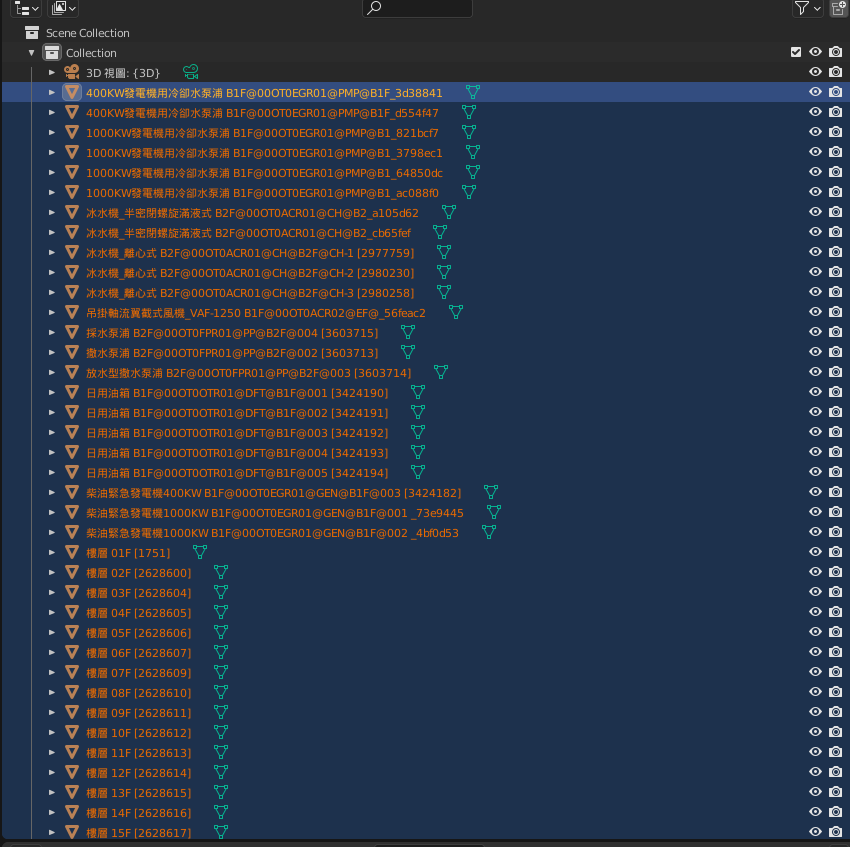 Scene Collection
Collection
3D 視圖: {3D}
400KW發電機用冷卻水泵浦 B1F@00OT0EGR01@PMP@B1F_3d38841
400KW發電機用冷卻水泵浦 B1F@00OT0EGR01@PMP@B1F_d554f47
1000KW發電機用冷卻水泵浦 B1F@00OT0EGR01@PMP@B1_821bcf7
1000KW發電機用冷卻水泵浦 B1F@00OT0EGR01@PMP@B1_3798ec1
1000KW發電機用冷卻水泵浦 B1F@00OT0EGR01@PMP@B1_64850dc
1000KW發電機用冷卻水泵浦 B1F@00OT0EGR01@PMP@B1_ac088f0
冰水機_半密閉螺旋滿液式 B2F@00OT0ACR01@CH@B2_a105d62
冰水機_半密閉螺旋滿液式 B2F@00OT0ACR01@CH@B2_cb65fef
冰水機_離心式 B2F@00OT0ACR01@CH@B2F@CH-1 [2977759]
冰水機_離心式 B2F@00OT0ACR01@CH@B2F@CH-2 [2980230]
冰水機_離心式 B2F@00OT0ACR01@CH@B2F@CH-3 [2980258]
吊掛軸流翼截式風機_VAF-1250 B1F@00OT0ACR02@EF@_56feac2
採水泵浦 B2F@00OT0FPR01@PP@B2F@004 [3603715]
撒水泵浦 B2F@00OT0FPR01@PP@B2F@002 [3603713]
放水型撒水泵浦 B2F@00OT0FPR01@PP@B2F@003 [3603714]
日用油箱 B1F@00OT0OTR01@DFT@B1F@001 [3424190]
日用油箱 B1F@00OT0OTR01@DFT@B1F@002 [3424191]
日用油箱 B1F@00OT0OTR01@DFT@B1F@003 [3424192]
日用油箱 B1F@00OT0OTR01@DFT@B1F@004 [3424193]
日用油箱 B1F@00OT0OTR01@DFT@B1F@005 [3424194]
柴油緊急發電機400KW B1F@00OT0EGR01@GEN@B1F@003 [3424182]
柴油緊急發電機1000KW B1F@00OT0EGR01@GEN@B1F@001 _73e9445
柴油緊急發電機1000KW B1F@00OT0EGR01@GEN@B1F@002 _4bf0d53
樓層 01F [1751]
樓層 02F [2628600]
樓層 03F [2628604]
樓層 04F [2628605]
樓層 05F [2628606]
樓層 06F [2628607]
樓層 07F [2628609]
樓層 08F [2628610]
樓層 09F [2628611]
樓層 10F [2628612]
樓層 11F [2628613]
樓層 12F [2628614]
樓層 13F [2628615]
樓層 14F [2628616]
樓層 15F [2628617]